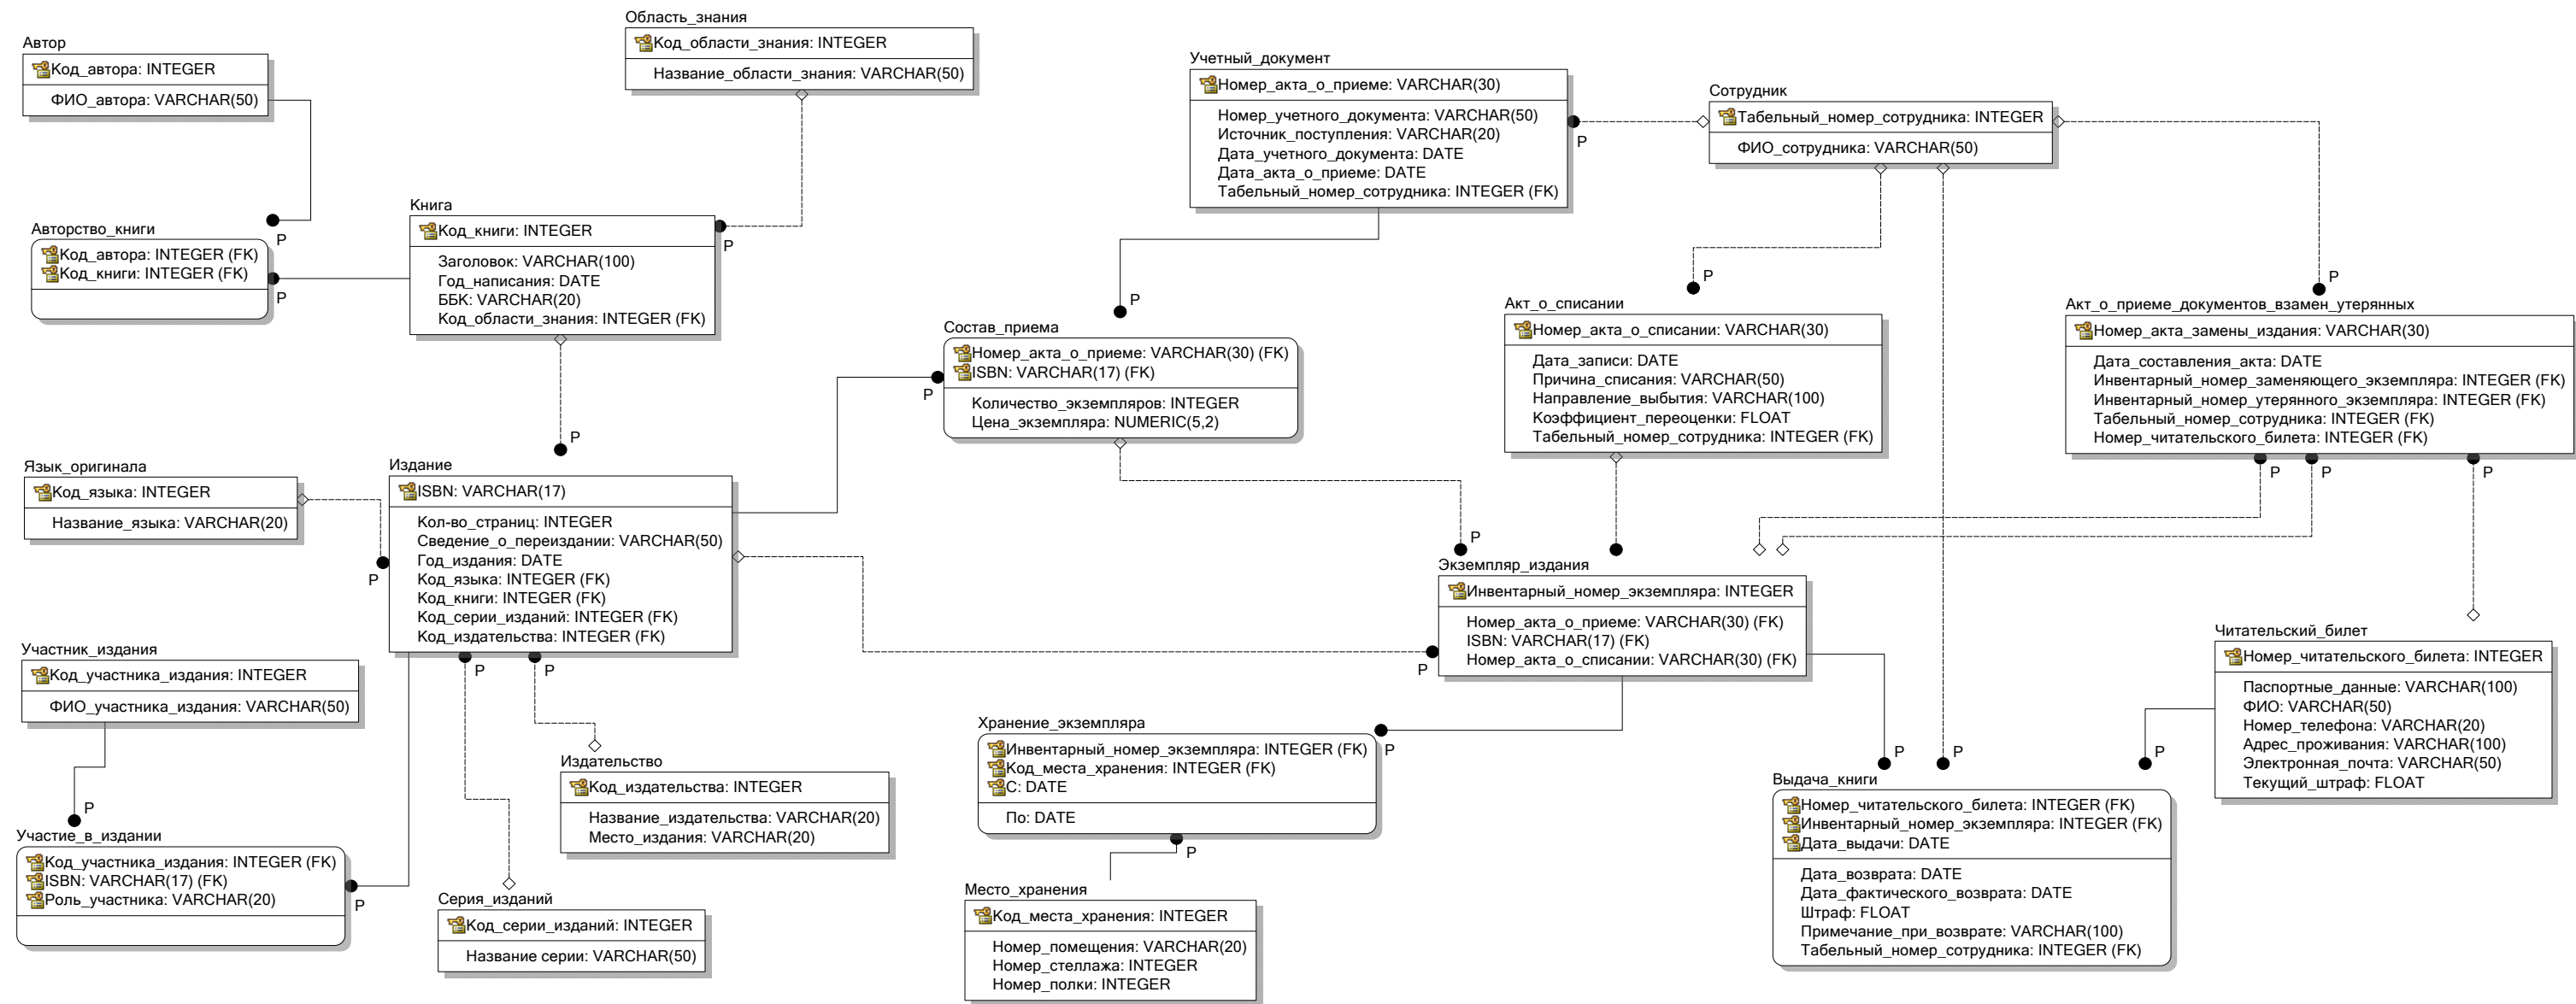 Автор
Код_автора: INTEGER
ФИО_автора: VARCHAR(50)
Область_знания
Код_области_знания: INTEGER
Название_области_знания: VARCHAR(50)
Учетный_документ
Номер_акта_о_приеме: VARCHAR(30)
Номер_учетного_документа: VARCHAR(50)
Источник_поступления: VARCHAR(20)
Дата_учетного_документа: DATE
Дата_акта_о_приеме: DATE
Табельный_номер_сотрудника: INTEGER (FK)
P
Сотрудник
Табельный_номер_сотрудника: INTEGER
ФИО_сотрудника: VARCHAR(50)
P
Авторство_книги
Код_автора: INTEGER (FK)
Код_книги: INTEGER (FK)
P
Книга
Код_книги: INTEGER
Заголовок: VARCHAR(100)
Год_написания: DATE
ББК: VARCHAR(20)
Код_области_знания: INTEGER (FK)
P
P
Состав_приема
Номер_акта_о_приеме: VARCHAR(30) (FK)
ISBN: VARCHAR(17) (FK)
Количество_экземпляров: INTEGER
Цена_экземпляра: NUMERIC(5,2)
P
P
Акт_о_списании
Номер_акта_о_списании: VARCHAR(30)
Дата_записи: DATE
Причина_списания: VARCHAR(50)
Направление_выбытия: VARCHAR(100)
Коэффициент_переоценки: FLOAT
Табельный_номер_сотрудника: INTEGER (FK)
P
Акт_о_приеме_документов_взамен_утерянных
Номер_акта_замены_издания: VARCHAR(30)
Дата_составления_акта: DATE
Инвентарный_номер_заменяющего_экземпляра: INTEGER (FK)
Инвентарный_номер_утерянного_экземпляра: INTEGER (FK)
Табельный_номер_сотрудника: INTEGER (FK)
Номер_читательского_билета: INTEGER (FK)
P
P
P
P
Язык_оригинала
Код_языка: INTEGER
Название_языка: VARCHAR(20)
P
Издание
ISBN: VARCHAR(17)
Кол-во_страниц: INTEGER
Сведение_о_переиздании: VARCHAR(50)
Год_издания: DATE
Код_языка: INTEGER (FK)
Код_книги: INTEGER (FK)
Код_серии_изданий: INTEGER (FK)
Код_издательства: INTEGER (FK)
P
P
P
Экземпляр_издания
Инвентарный_номер_экземпляра: INTEGER
Номер_акта_о_приеме: VARCHAR(30) (FK)
ISBN: VARCHAR(17) (FK)
Номер_акта_о_списании: VARCHAR(30) (FK)
P
P
Читательский_билет
Номер_читательского_билета: INTEGER
Паспортные_данные: VARCHAR(100)
ФИО: VARCHAR(50)
Номер_телефона: VARCHAR(20)
Адрес_проживания: VARCHAR(100)
Электронная_почта: VARCHAR(50)
Текущий_штраф: FLOAT
Участник_издания
Код_участника_издания: INTEGER
ФИО_участника_издания: VARCHAR(50)
P
Участие_в_издании
Код_участника_издания: INTEGER (FK)
ISBN: VARCHAR(17) (FK)
Роль_участника: VARCHAR(20)
P
Издательство
Код_издательства: INTEGER
Название_издательства: VARCHAR(20)
Место_издания: VARCHAR(20)
Серия_изданий
Код_серии_изданий: INTEGER
Название серии: VARCHAR(50)
Хранение_экземпляра
Инвентарный_номер_экземпляра: INTEGER (FK)
Код_места_хранения: INTEGER (FK)
С: DATE
По: DATE
P
P
Место_хранения
Код_места_хранения: INTEGER
Номер_помещения: VARCHAR(20)
Номер_стеллажа: INTEGER
Номер_полки: INTEGER
P
P
P
Выдача_книги
Номер_читательского_билета: INTEGER (FK)
Инвентарный_номер_экземпляра: INTEGER (FK)
Дата_выдачи: DATE
Дата_возврата: DATE
Дата_фактического_возврата: DATE
Штраф: FLOAT
Примечание_при_возврате: VARCHAR(100)
Табельный_номер_сотрудника: INTEGER (FK)